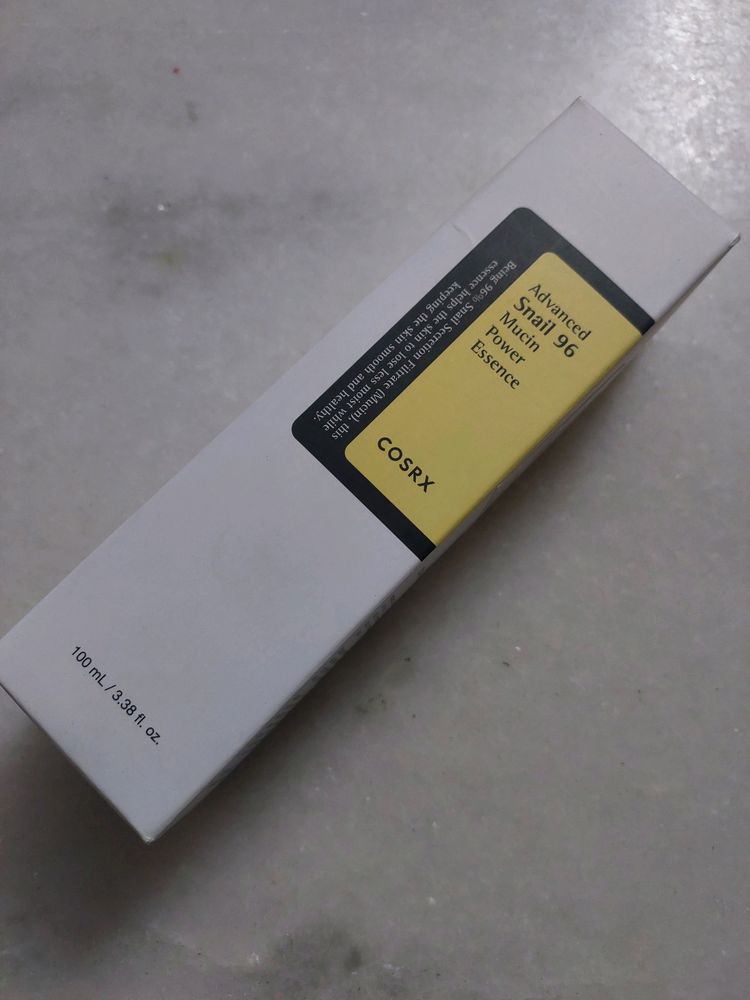 Advanced
Snail 96
Mucin
Power
Essence
COSRX
Being 96% Snail Secretion Filtrate (Mucin), this
essence helps the skin to lose less moist while
keeping the skin smooth and healthy.
100 mL / 3.38 fl. oz.